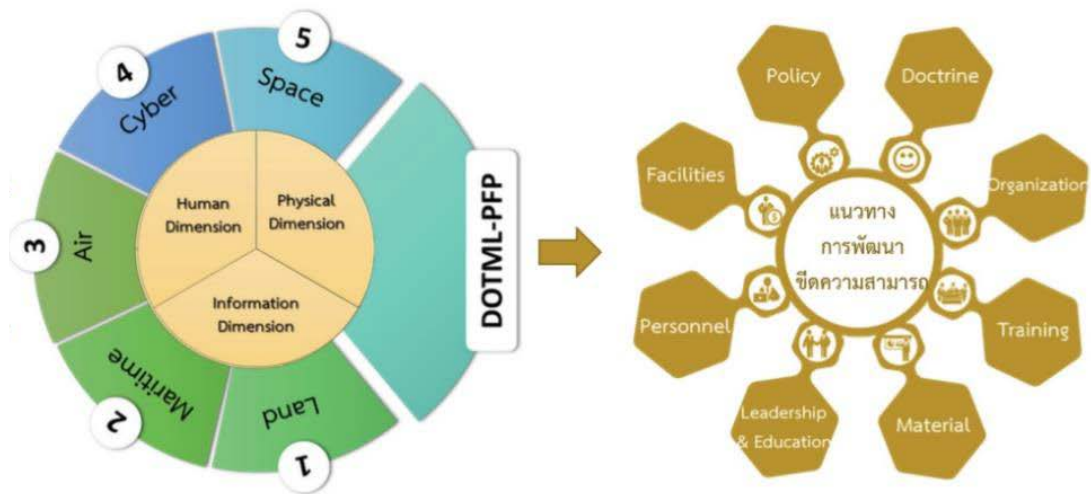 5
Space
4
Cyber
3
Air
2
Maritime
1
Land
Human
Dimension
Physical
Dimension
Information
Dimension
DOTML-PFP
Policy
Doctrine
Facilities
Organization
แนวทาง
การพัฒนา
ขีดความสามารถ
Personnel
Training
Leadership
& Education
Material